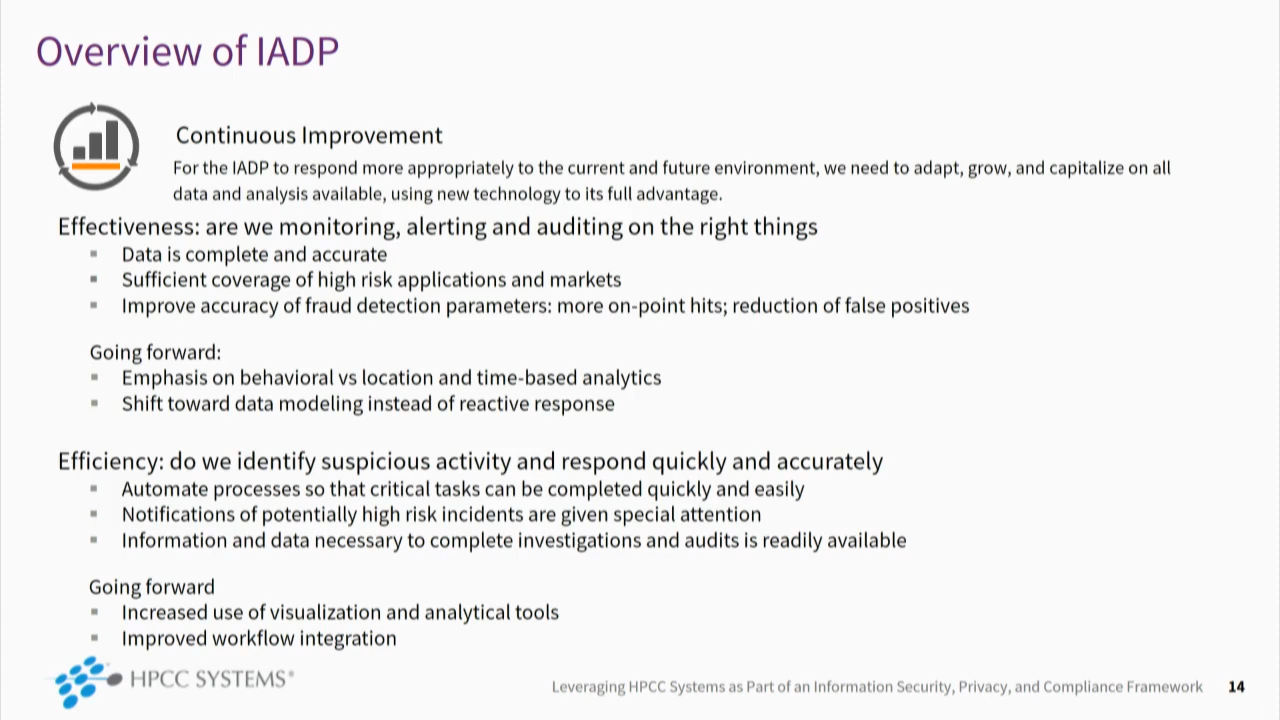 Overview of IADP
Continuous Improvement
For the IADP to respond more appropriately to the current and future environment, we need to adapt, grow, and capitalize on all
data and analysis available, using new technology to its full advantage.
Effectiveness: are we monitoring, alerting and auditing on the right things
▪ Data is complete and accurate
▪ Sufficient coverage of high risk applications and markets
▪ Improve accuracy of fraud detection parameters: more on-point hits; reduction of false positives
Going forward:
▪ Emphasis on behavioral vs location and time-based analytics
▪ Shift toward data modeling instead of reactive response
Efficiency: do we identify suspicious activity and respond quickly and accurately
▪ Automate processes so that critical tasks can be completed quickly and easily
▪ Notifications of potentially high risk incidents are given special attention
▪ Information and data necessary to complete investigations and audits is readily available
Going forward
▪ Increased use of visualization and analytical tools
▪ Improved workflow integration
HPCC SYSTEMS®
Leveraging HPCC Systems as Part of an Information Security, Privacy, and Compliance Framework 14